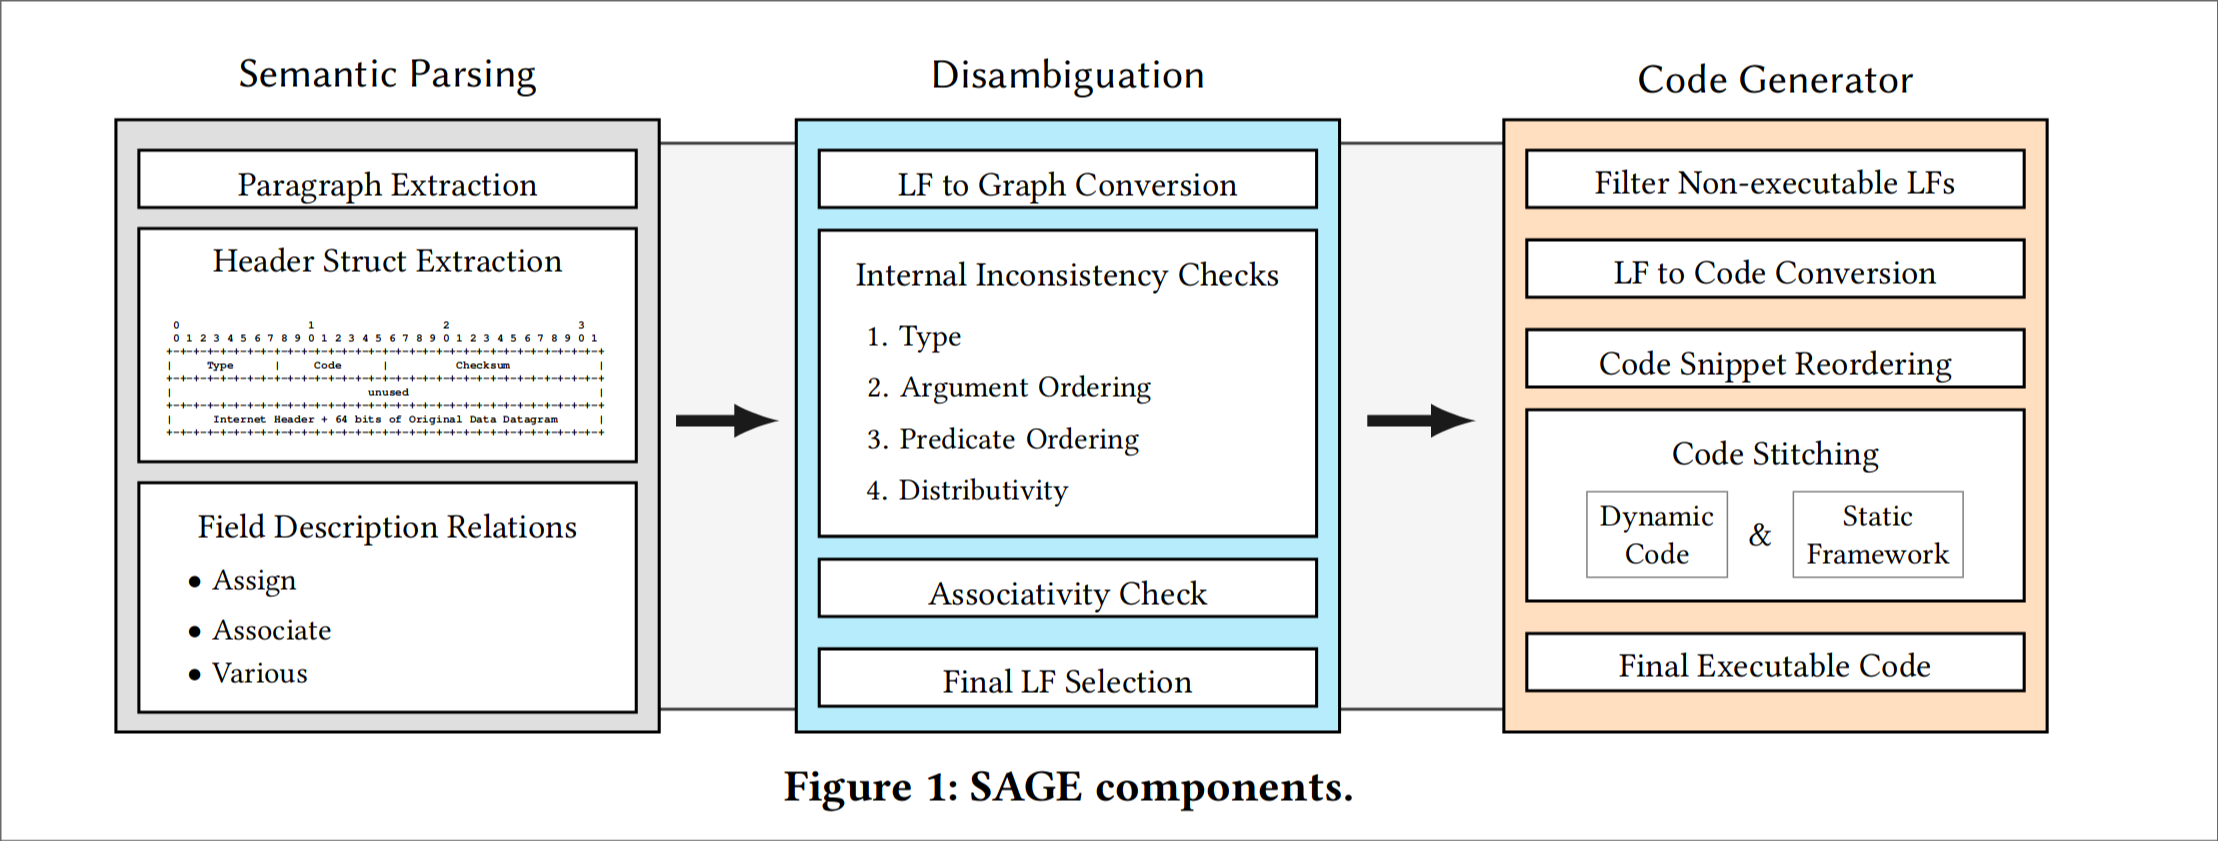 Semantic Parsing
Paragraph Extraction
Header Struct Extraction
0 1 2 3
0 1 2 3 4 5 6 7 8 9 0 1 2 3 4 5 6 7 8 9 0 1 2 3 4 5 6 7 8 9 0 1
+-+-+-+-+-+-+-+-+-+-+-+-+-+-+-+-+-+-+-+-+-+-+-+-+-+-+-+-+-+-+-+-+
| Type | Code | Checksum |
+-+-+-+-+-+-+-+-+-+-+-+-+-+-+-+-+-+-+-+-+-+-+-+-+-+-+-+-+-+-+-+-+
| unused |
+-+-+-+-+-+-+-+-+-+-+-+-+-+-+-+-+-+-+-+-+-+-+-+-+-+-+-+-+-+-+-+-+
| Internet Header + 64 bits of Original Data Datagram |
+-+-+-+-+-+-+-+-+-+-+-+-+-+-+-+-+-+-+-+-+-+-+-+-+-+-+-+-+-+-+-+-+
Field Description Relations
• Assign
• Associate
• Various
Disambiguation
LF to Graph Conversion
Internal Inconsistency Checks
1. Type
2. Argument Ordering
3. Predicate Ordering
4. Distributivity
Associativity Check
Final LF Selection
Code Generator
Filter Non-executable LFs
LF to Code Conversion
Code Snippet Reordering
Code Stitching
Dynamic
Code
&
Static
Framework
Final Executable Code
Figure 1: SAGE components.